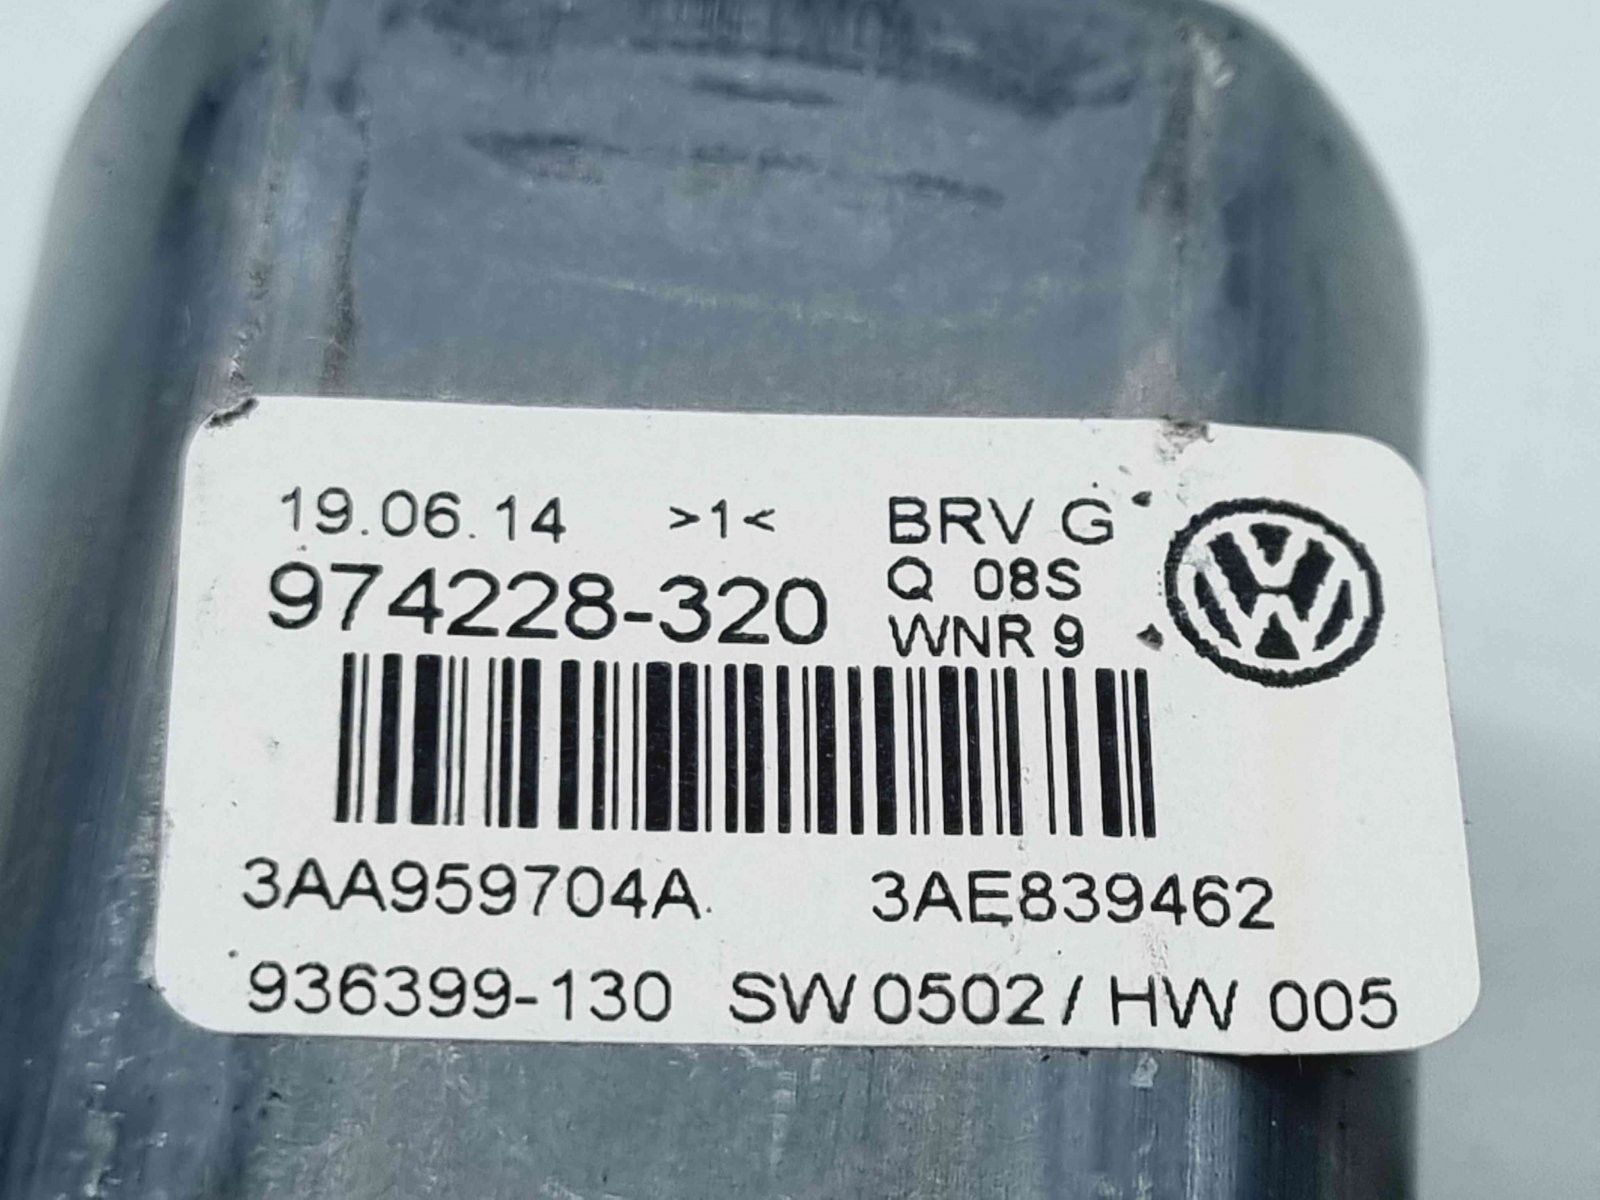 19.06.14 >1< BRV G
974228-320 Q 08S
WNR 9
3AA959704A 3AE839462
936399-130 SW 0502 / HW 005